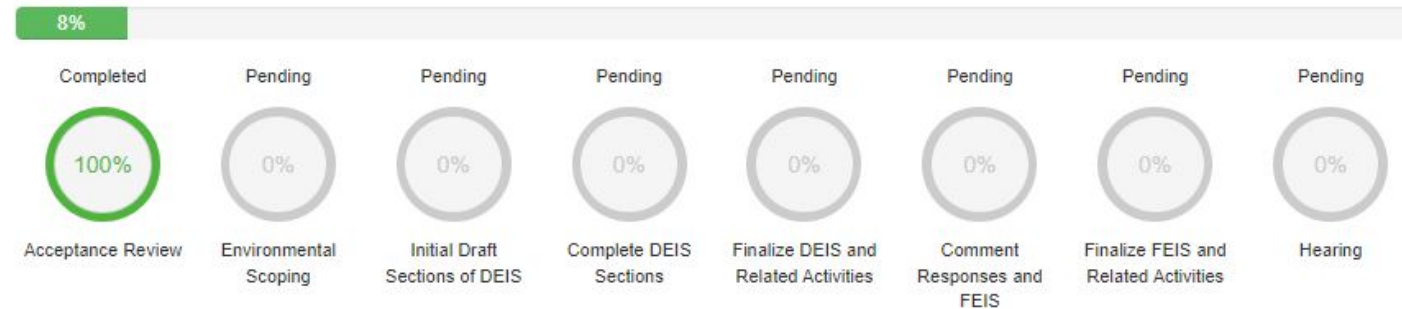 8%
Completed Pending Pending Pending Pending Pending Pending Pending
100% 0% 0% 0% 0% 0% 0% 0%
Acceptance Review Environmental Initial Draft Complete DEIS Finalize DEIS and Comment Finalize FEIS and Hearing
Scoping Sections of DEIS Sections Related Activities Responses and Related Activities
FEIS